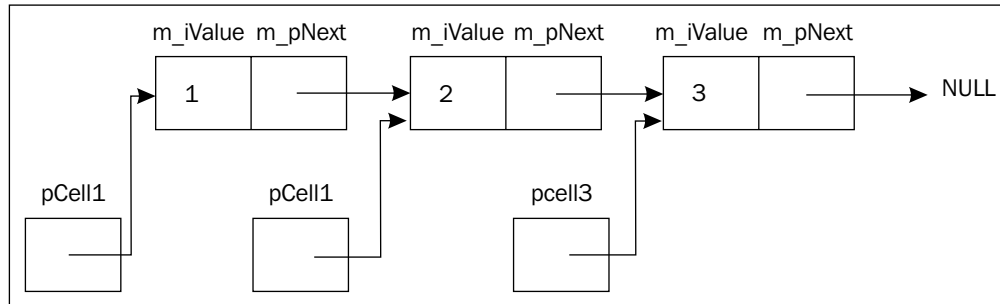 m_iValue m_pNext m_iValue m_pNext m_iValue m_pNext
1 2 3 NULL
pCell1 pCell1 pcell3